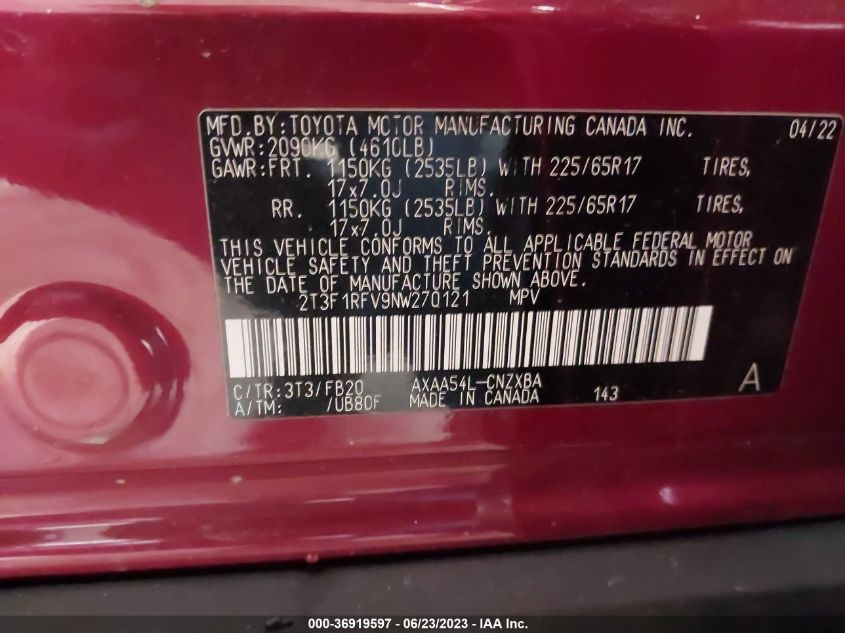 MFD.BY:TOYOTA MOTOR MANUFACTURING CANADA INC. 04/22
GVWR:2090KG (4610LB)
GAWR:FRT. 1150KG (2535LB) WITH 225/65R17 TIRES,
17x7.0J RIMS.
RR. 1150KG (2535LB) WITH 225/65R17 TIRES,
17x7.0J RIMS.
THIS VEHICLE CONFORMS TO ALL APPLICABLE FEDERAL MOTOR
VEHICLE SAFETY AND THEFT PREVENTION STANDARDS IN EFFECT ON
THE DATE OF MANUFACTURE SHOWN ABOVE.
2T3F1RFV9NW270121 MPV
C/TR:3T3/FB20 AXAA54L-CNZXBA A
A/TM: /UB80F MADE IN CANADA 143
000-36919597 - 06/23/2023 - IAA Inc.